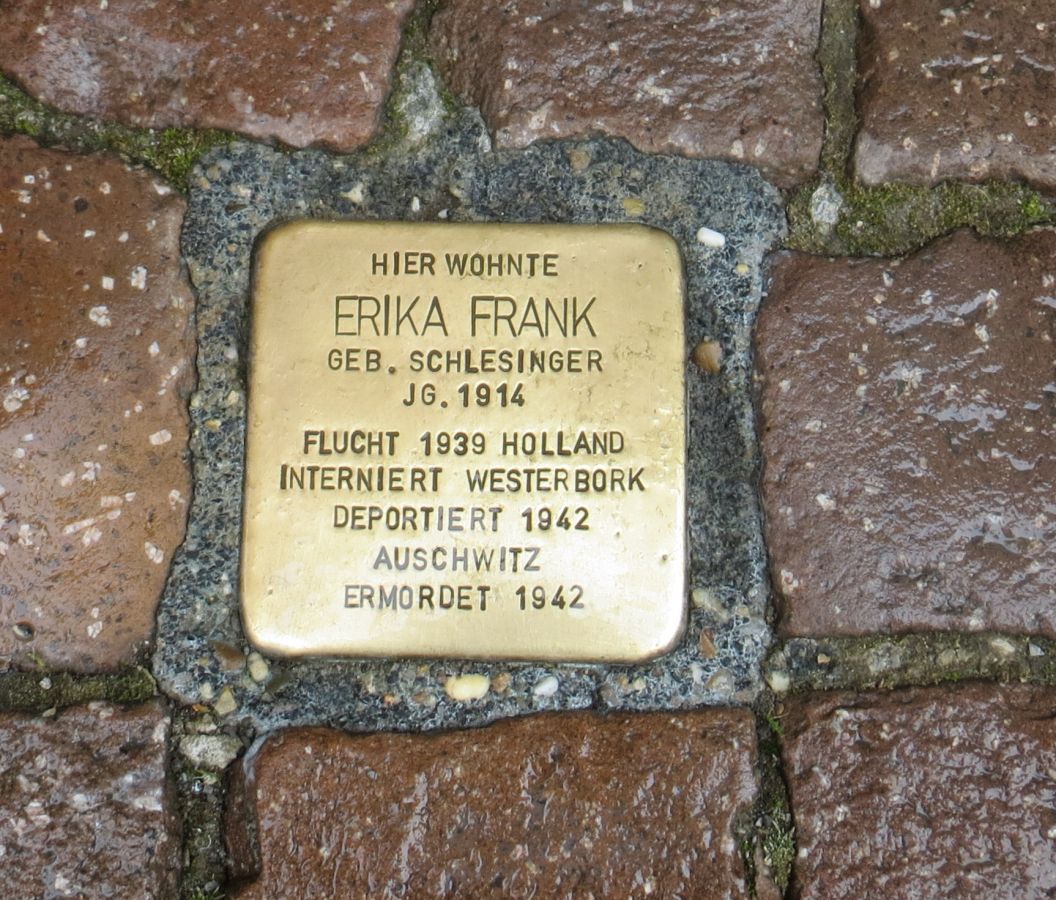 HIER WOHNTE
ERIKA FRANK
GEB. SCHLESINGER
JG. 1914
FLUCHT 1939 HOLLAND
INTERNIERT WESTERBORK
DEPORTIERT 1942
AUSCHWITZ
ERMORDET 1942